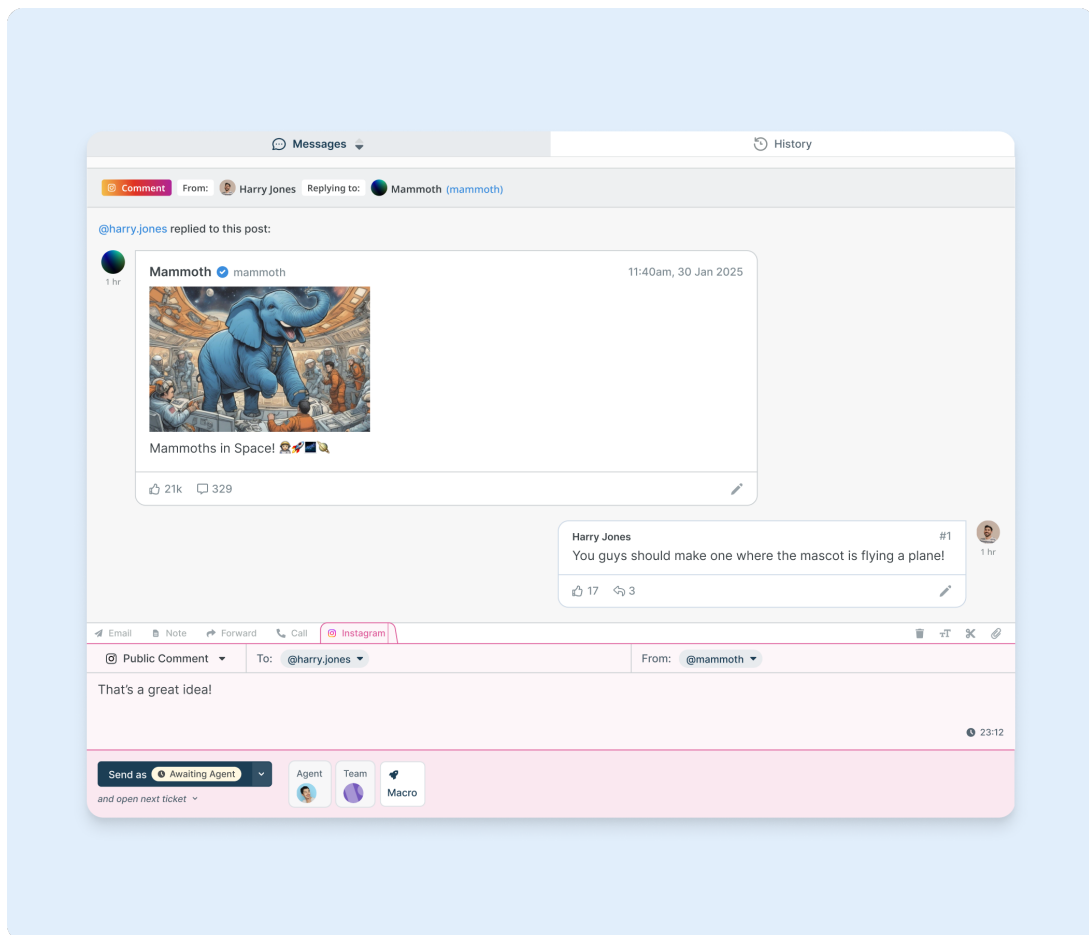 Messages
History
Comment From: Harry Jones Replying to: Mammoth (mammoth)
@harry.jones replied to this post:
1 hr
Mammoth mammoth 11:40am, 30 Jan 2025
Mammoths in Space! 👨‍🚀🚀🌌🪐
21k 329
Harry Jones #1
You guys should make one where the mascot is flying a plane!
1 hr
17 3
Email Note Forward Call Instagram
Public Comment To: @harry.jones From: @mammoth
That's a great idea!
23:12
Send as Awaiting Agent
and open next ticket
Agent Team Macro